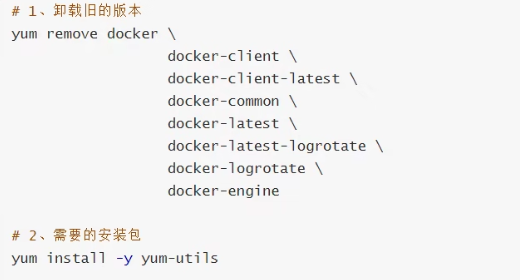 # 1、卸载旧的版本
yum remove docker \
                  docker-client \
                  docker-client-latest \
                  docker-common \
                  docker-latest \
                  docker-latest-logrotate \
                  docker-logrotate \
                  docker-engine
# 2、需要的安装包
yum install -y yum-utils